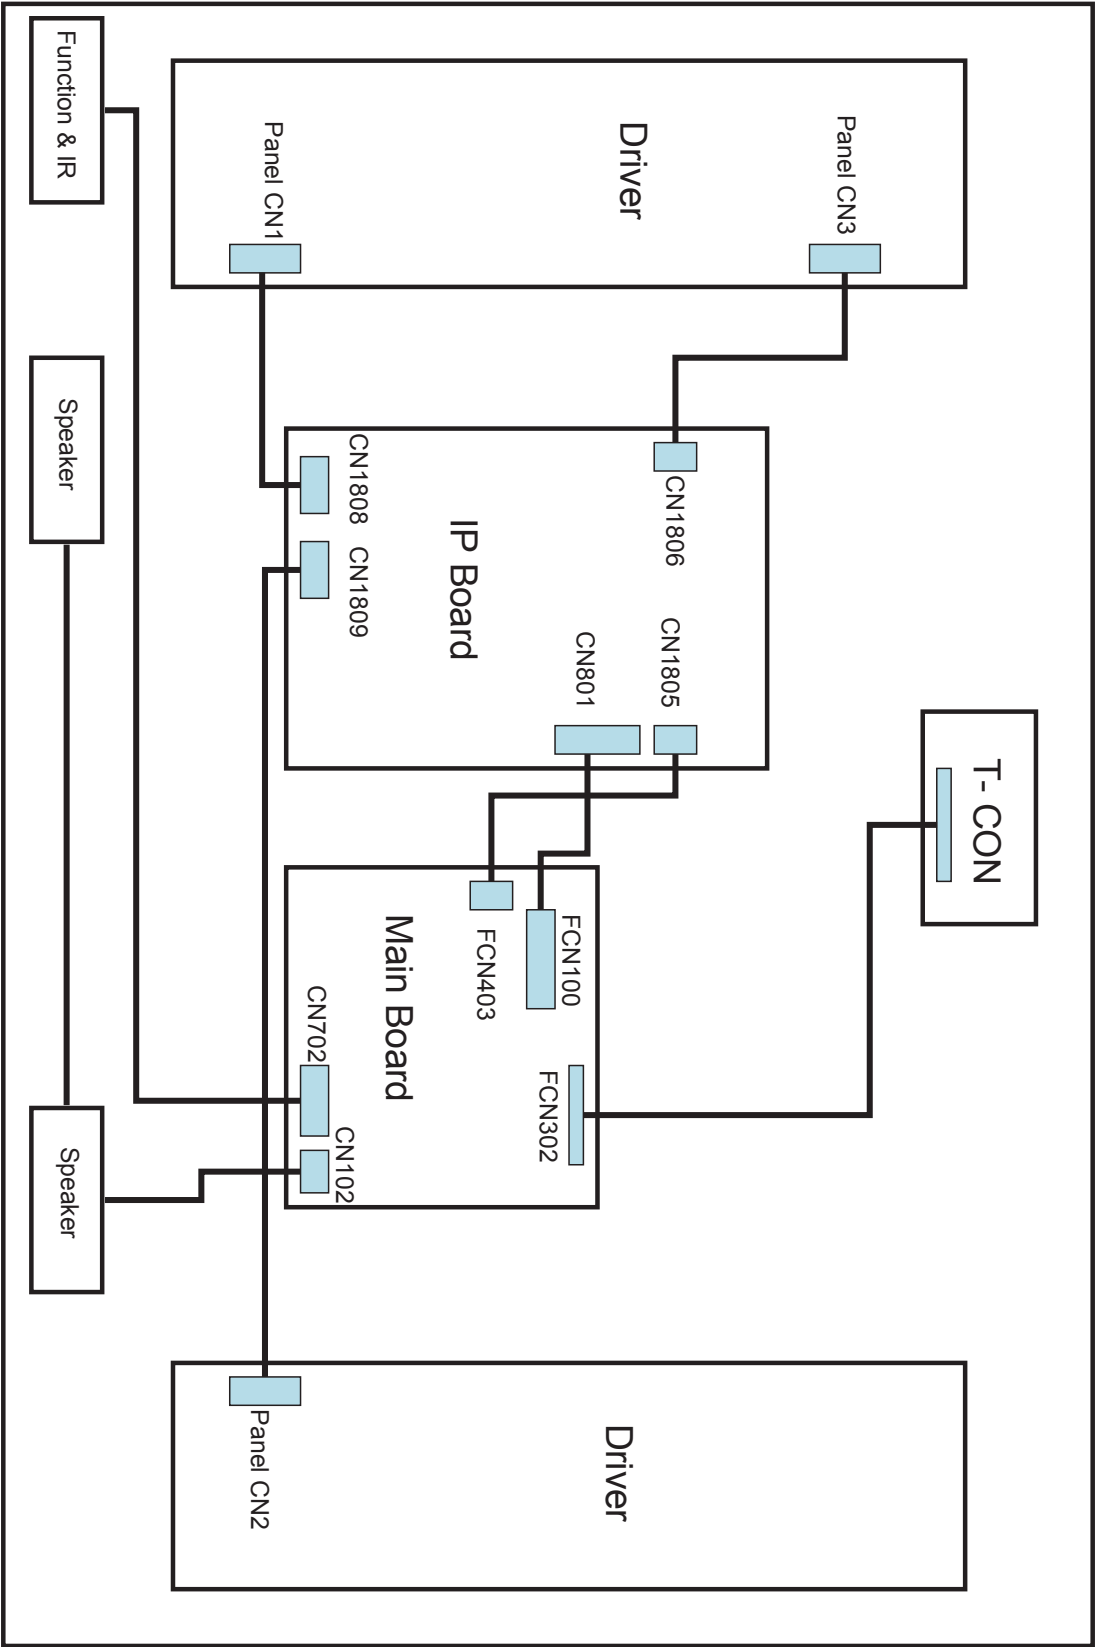 T- CON
Panel CN3
CN1806
CN1805
Driver
Driver
CN801
FCN100
FCN302
FCN403
IP Board
Main Board
CN1808
CN1809
CN102
CN702
Panel CN1
Panel CN2
Function & IR
Speaker
Speaker